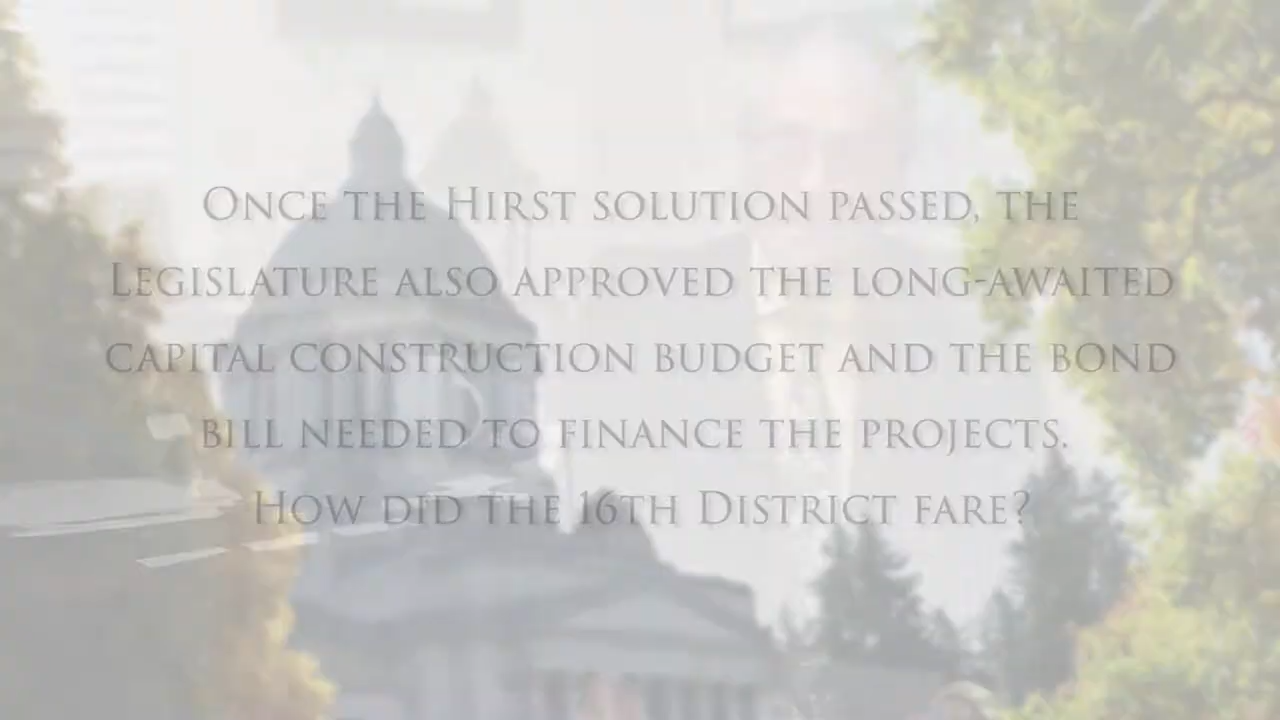 Once the Hirst solution passed, the
Legislature also approved the long-awaited
capital construction budget and the bond
bill needed to finance the projects.
How did the 16th District fare?